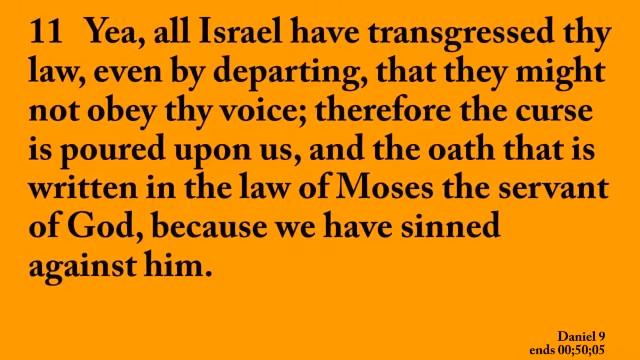 11 Yea, all Israel have transgressed thy
law, even by departing, that they might
not obey thy voice; therefore the curse
is poured upon us, and the oath that is
written in the law of Moses the servant
of God, because we have sinned
against him.
Daniel 9
ends 00;50;05